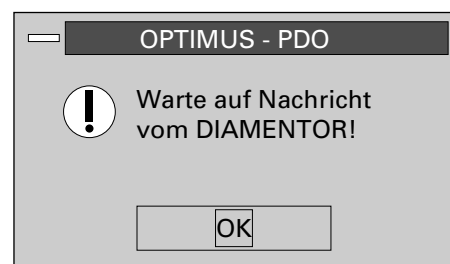 OPTIMUS - PDO
Warte auf Nachricht
vom DIAMENTOR!
OK